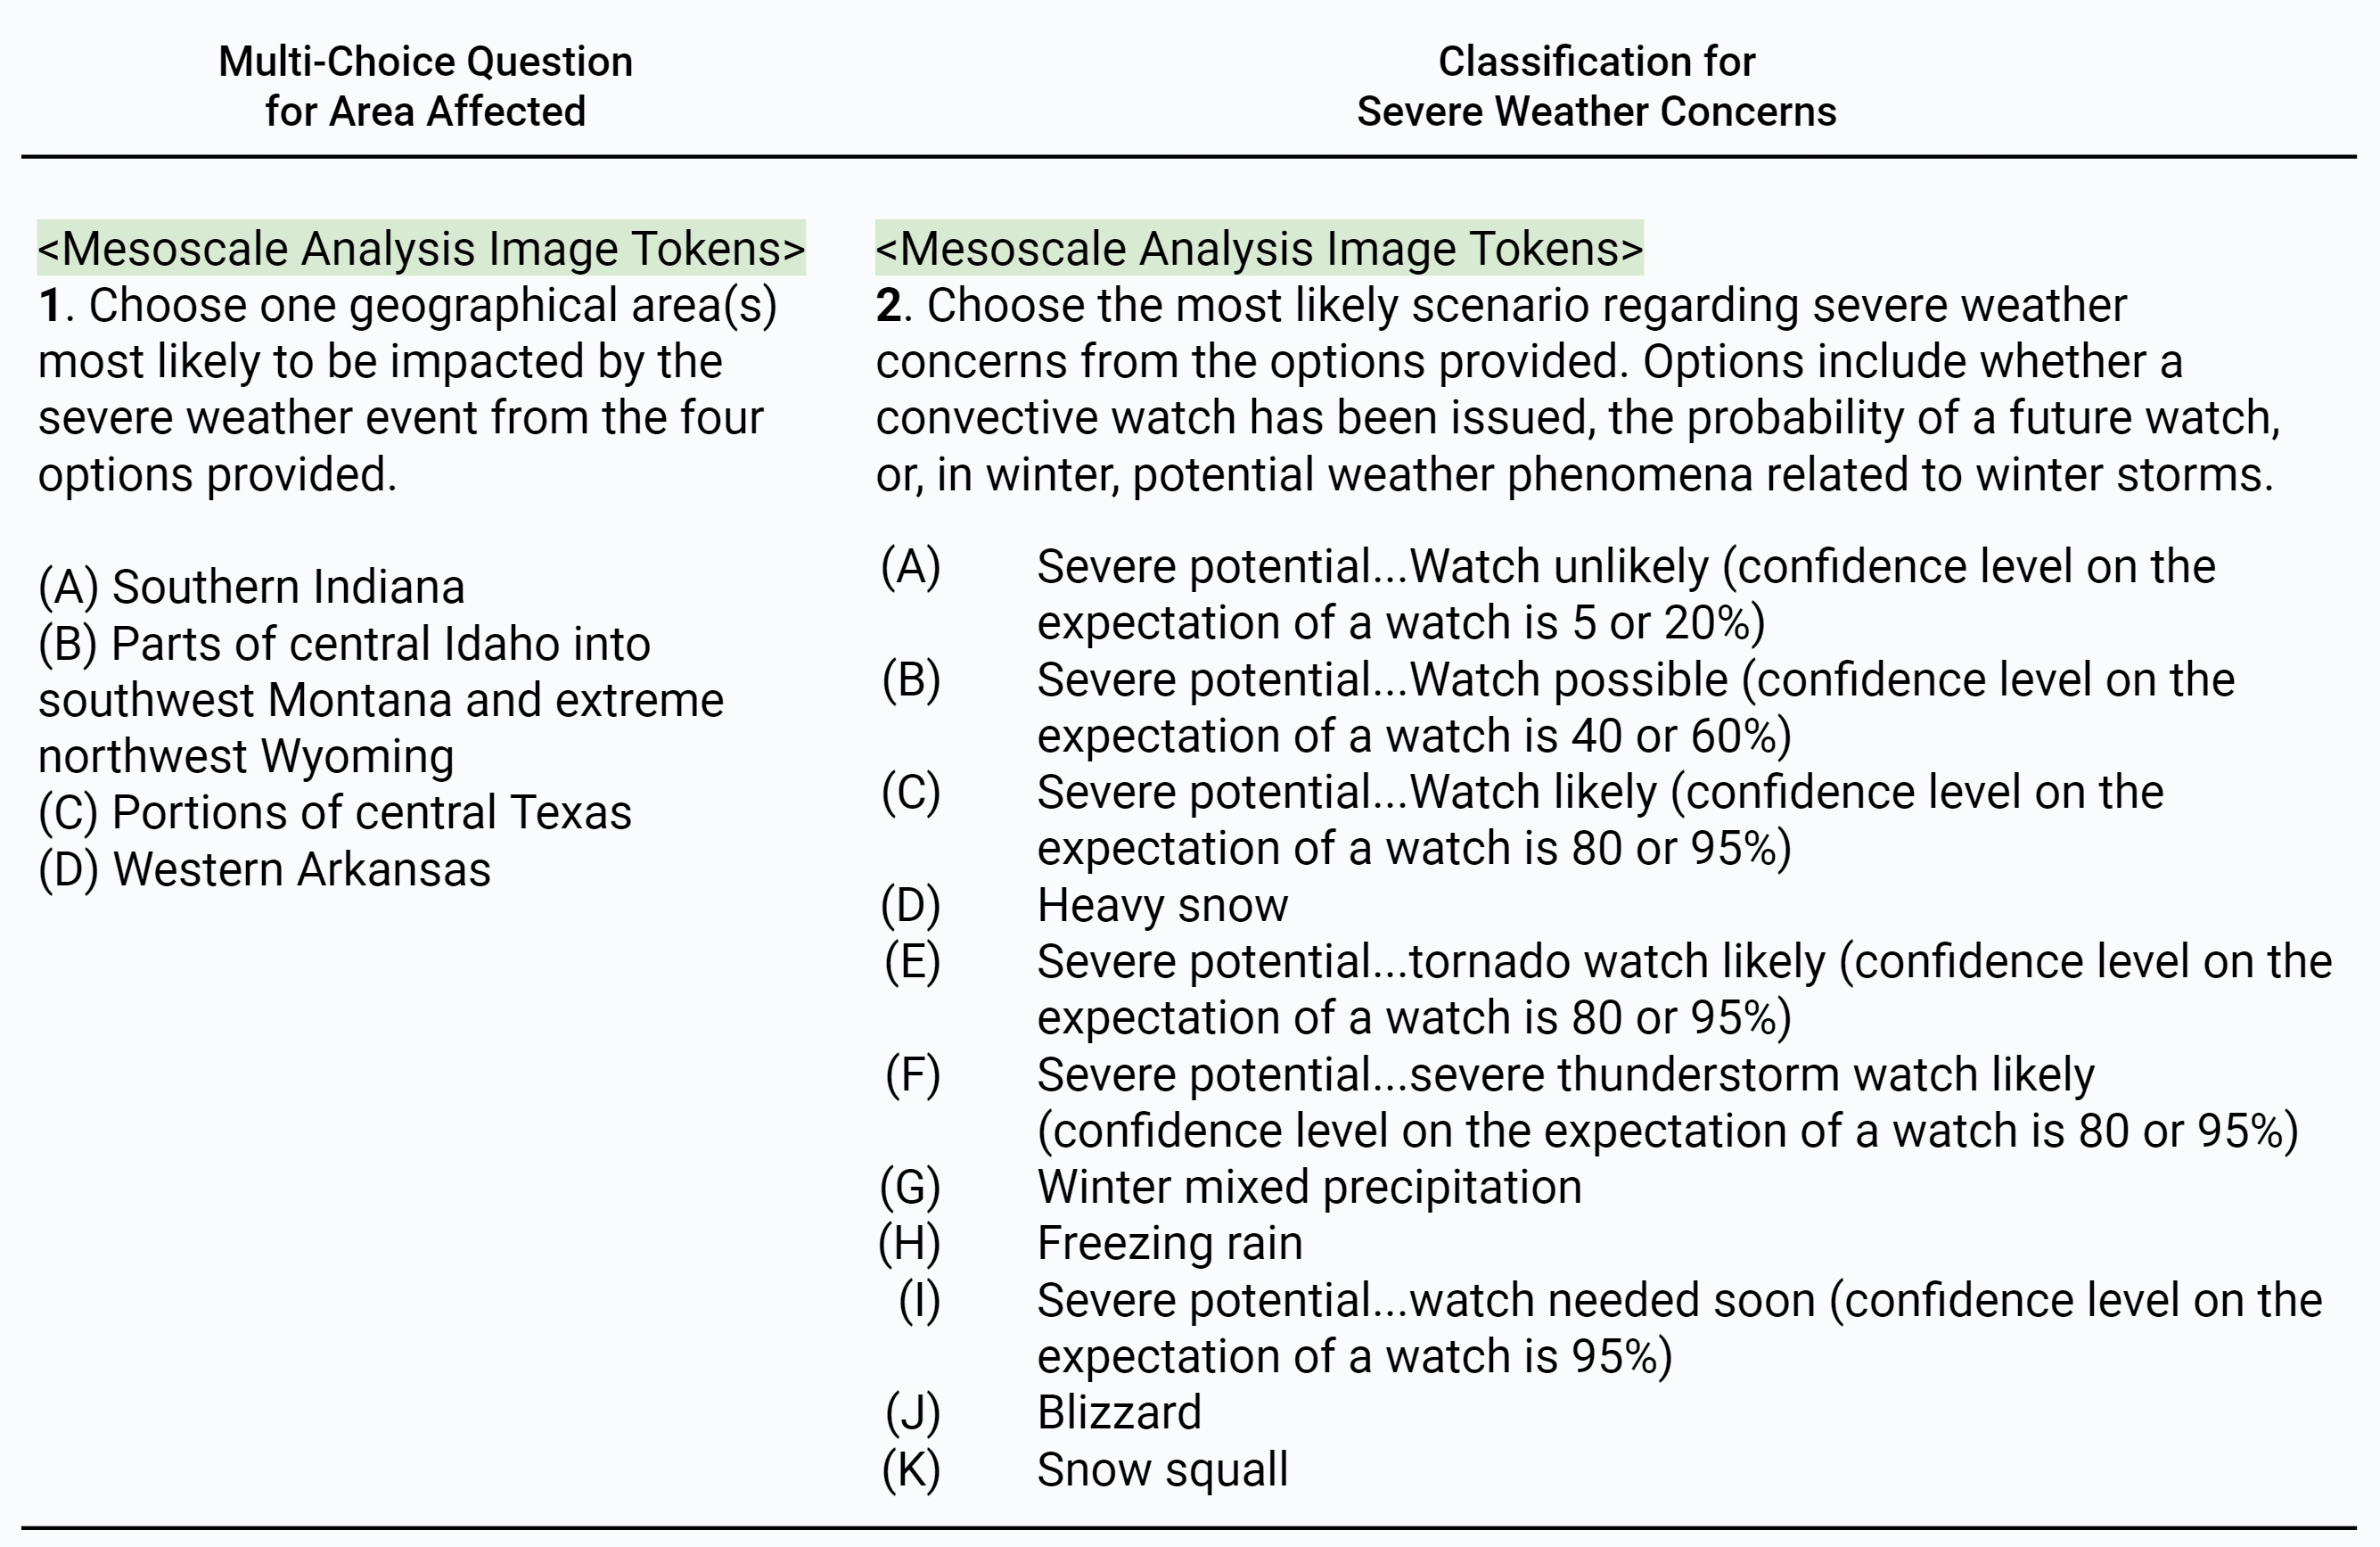 Multi-Choice Question
for Area Affected
Classification for
Severe Weather Concerns
<Mesoscale Analysis Image Tokens>
1. Choose one geographical area(s)
most likely to be impacted by the
severe weather event from the four
options provided.
(A) Southern Indiana
(B) Parts of central Idaho into
southwest Montana and extreme
northwest Wyoming
(C) Portions of central Texas
(D) Western Arkansas
<Mesoscale Analysis Image Tokens>
2. Choose the most likely scenario regarding severe weather
concerns from the options provided. Options include whether a
convective watch has been issued, the probability of a future watch,
or, in winter, potential weather phenomena related to winter storms.
(A) Severe potential...Watch unlikely (confidence level on the
expectation of a watch is 5 or 20%)
(B) Severe potential...Watch possible (confidence level on the
expectation of a watch is 40 or 60%)
(C) Severe potential...Watch likely (confidence level on the
expectation of a watch is 80 or 95%)
(D) Heavy snow
(E) Severe potential...tornado watch likely (confidence level on the
expectation of a watch is 80 or 95%)
(F) Severe potential...severe thunderstorm watch likely
(confidence level on the expectation of a watch is 80 or 95%)
(G) Winter mixed precipitation
(H) Freezing rain
(I) Severe potential...watch needed soon (confidence level on the
expectation of a watch is 95%)
(J) Blizzard
(K) Snow squall